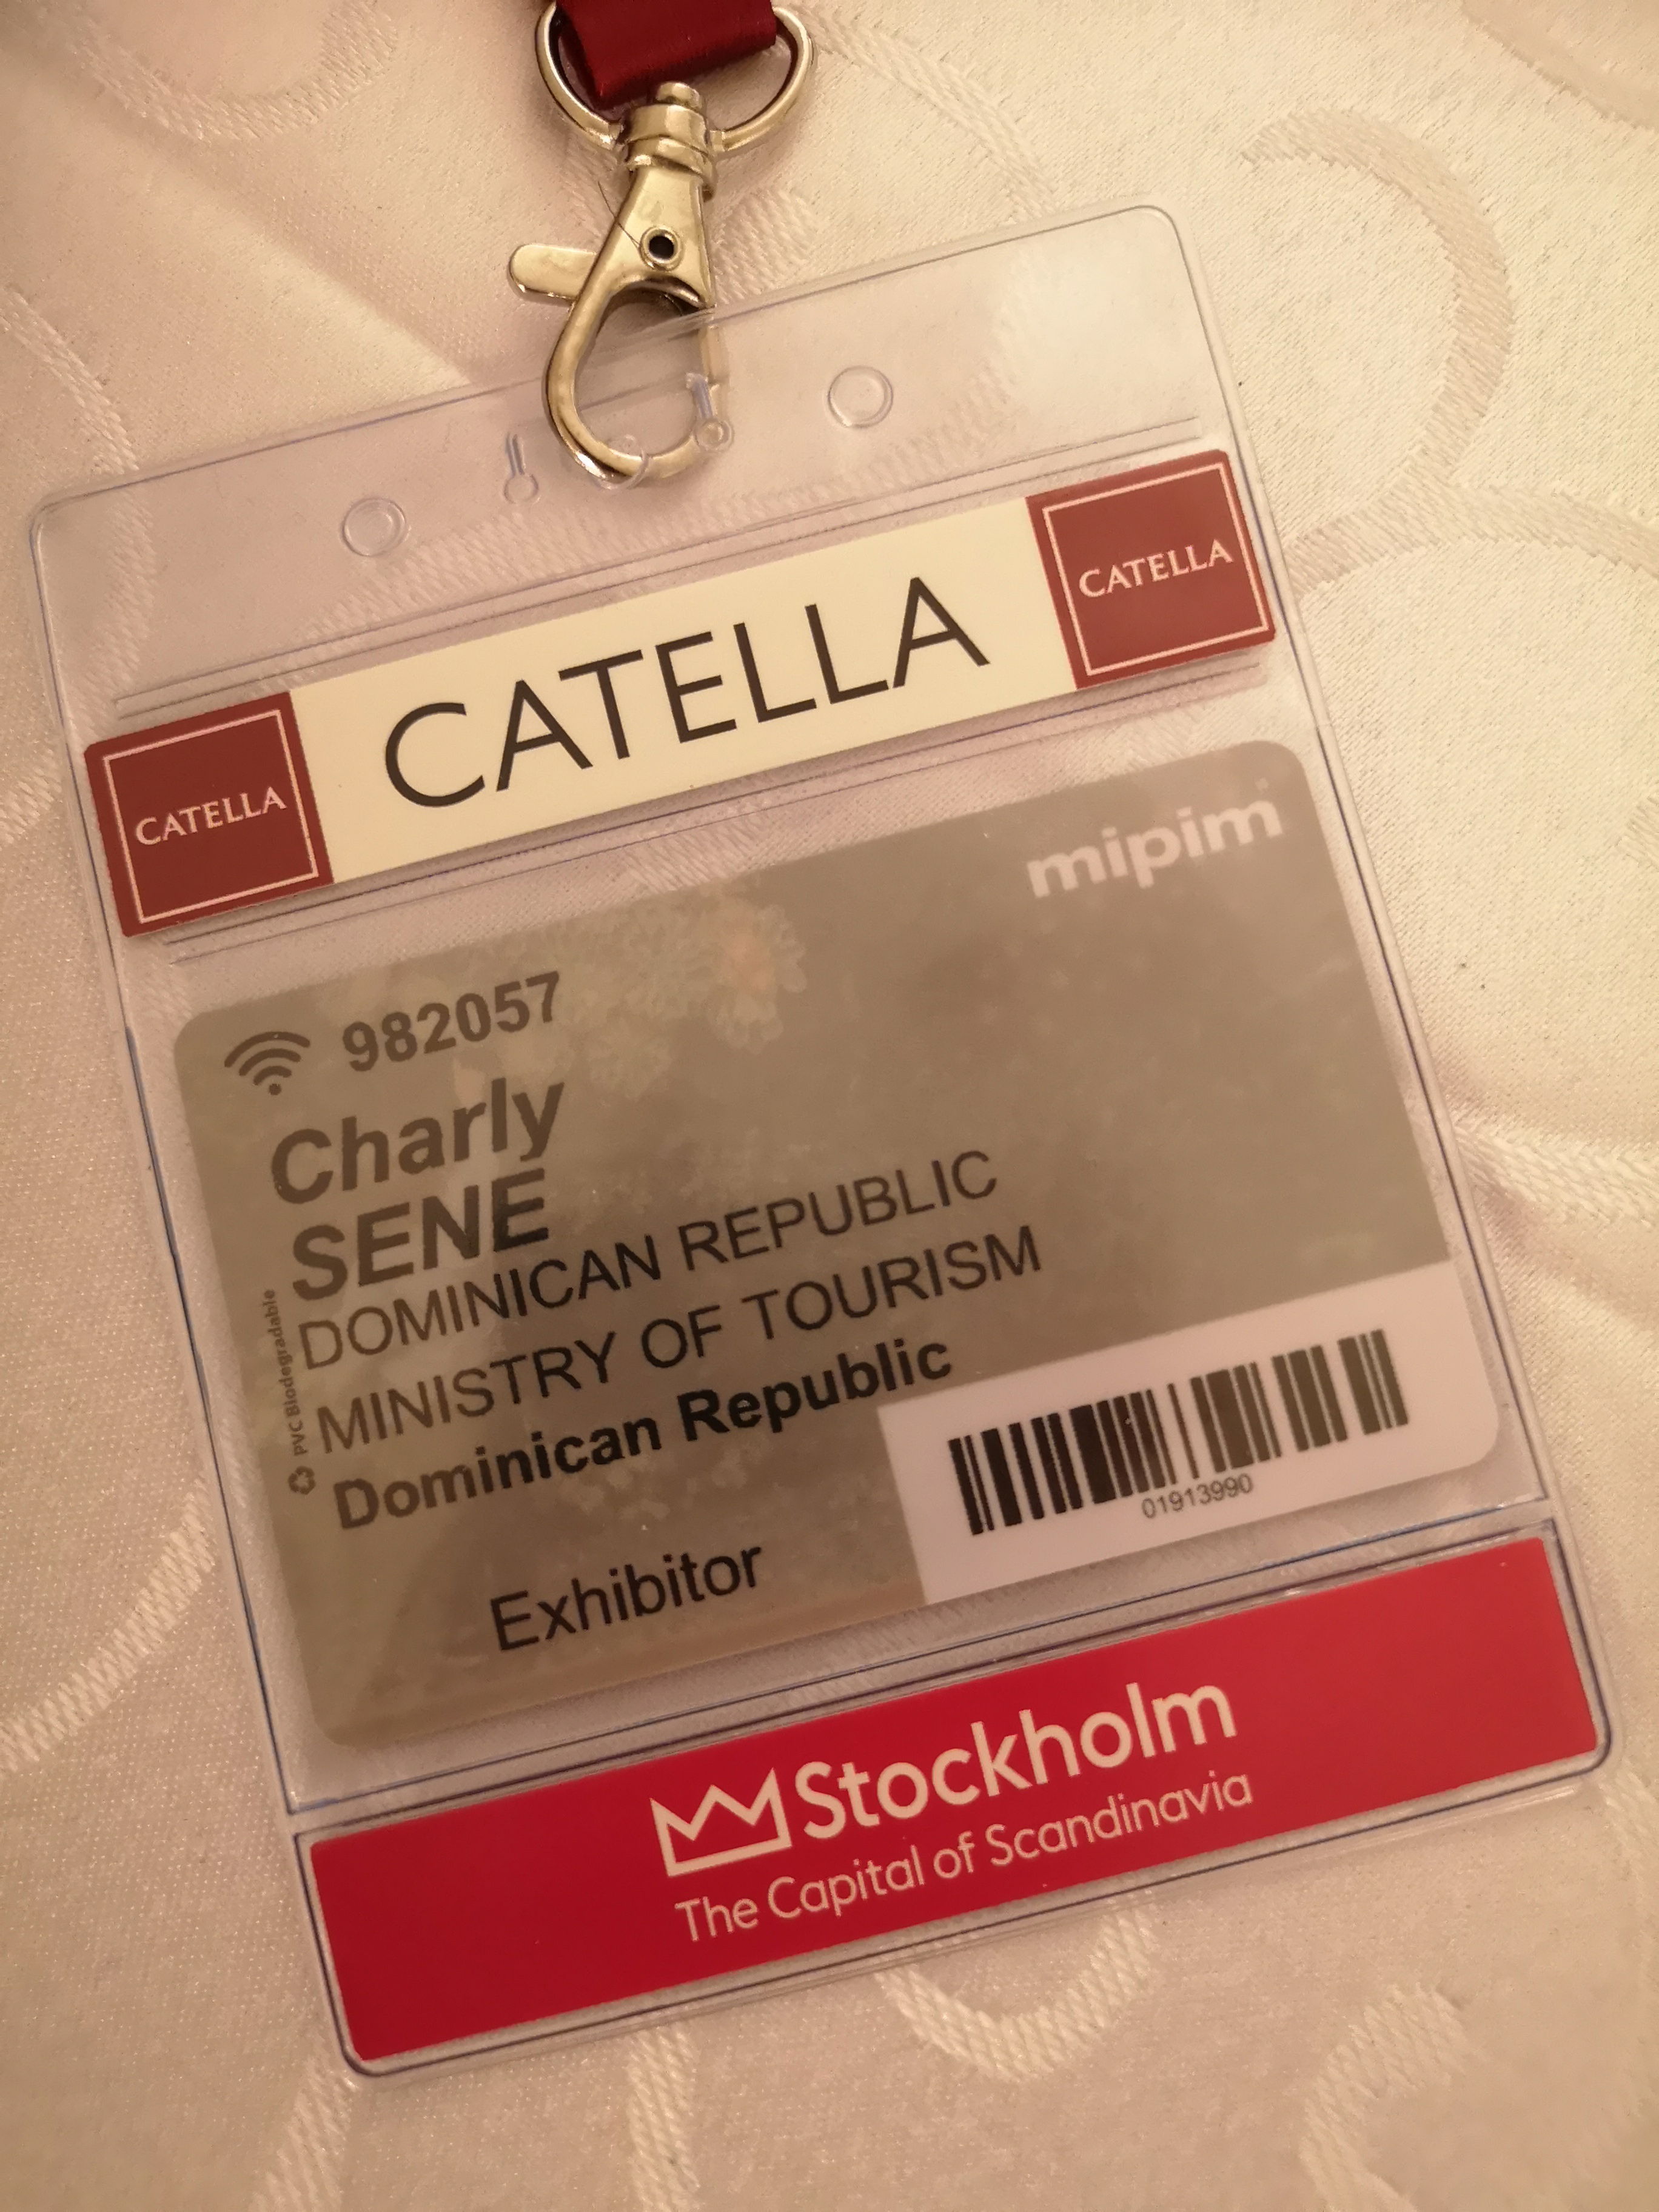 CATELLA
CATELLA
CATELLA
mipim
982057
Charly
SENE
DOMINICAN REPUBLIC
MINISTRY OF TOURISM
Dominican Republic
PVC Biodegradable
01913990
Exhibitor
Stockholm
The Capital of Scandinavia